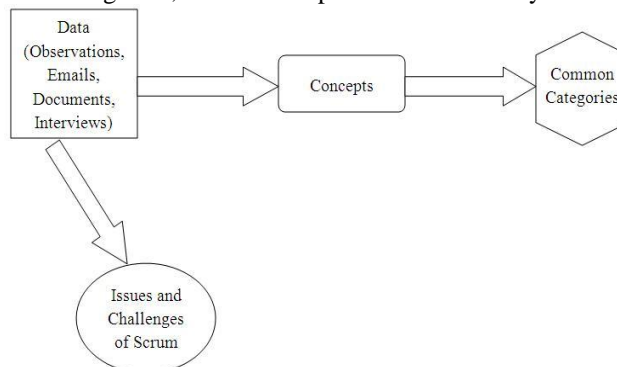 Data
(Observations,
Emails,
Documents,
Interviews)
Concepts
Common
Categories
Issues and
Challenges
of Scrum